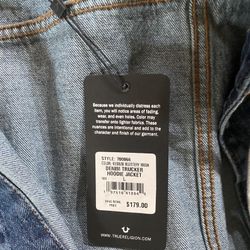 Because we individually distress each
item, you will notice areas of fading,
wear, and even holes. Color may
transfer onto lighter fabrics. These
nuances are intentional and add to the
character and finish of our garment.
DENIM TRUCKER
HOODIE JACKET
SIZE
L
$179.00
WWW.TRUERELIGION.COM